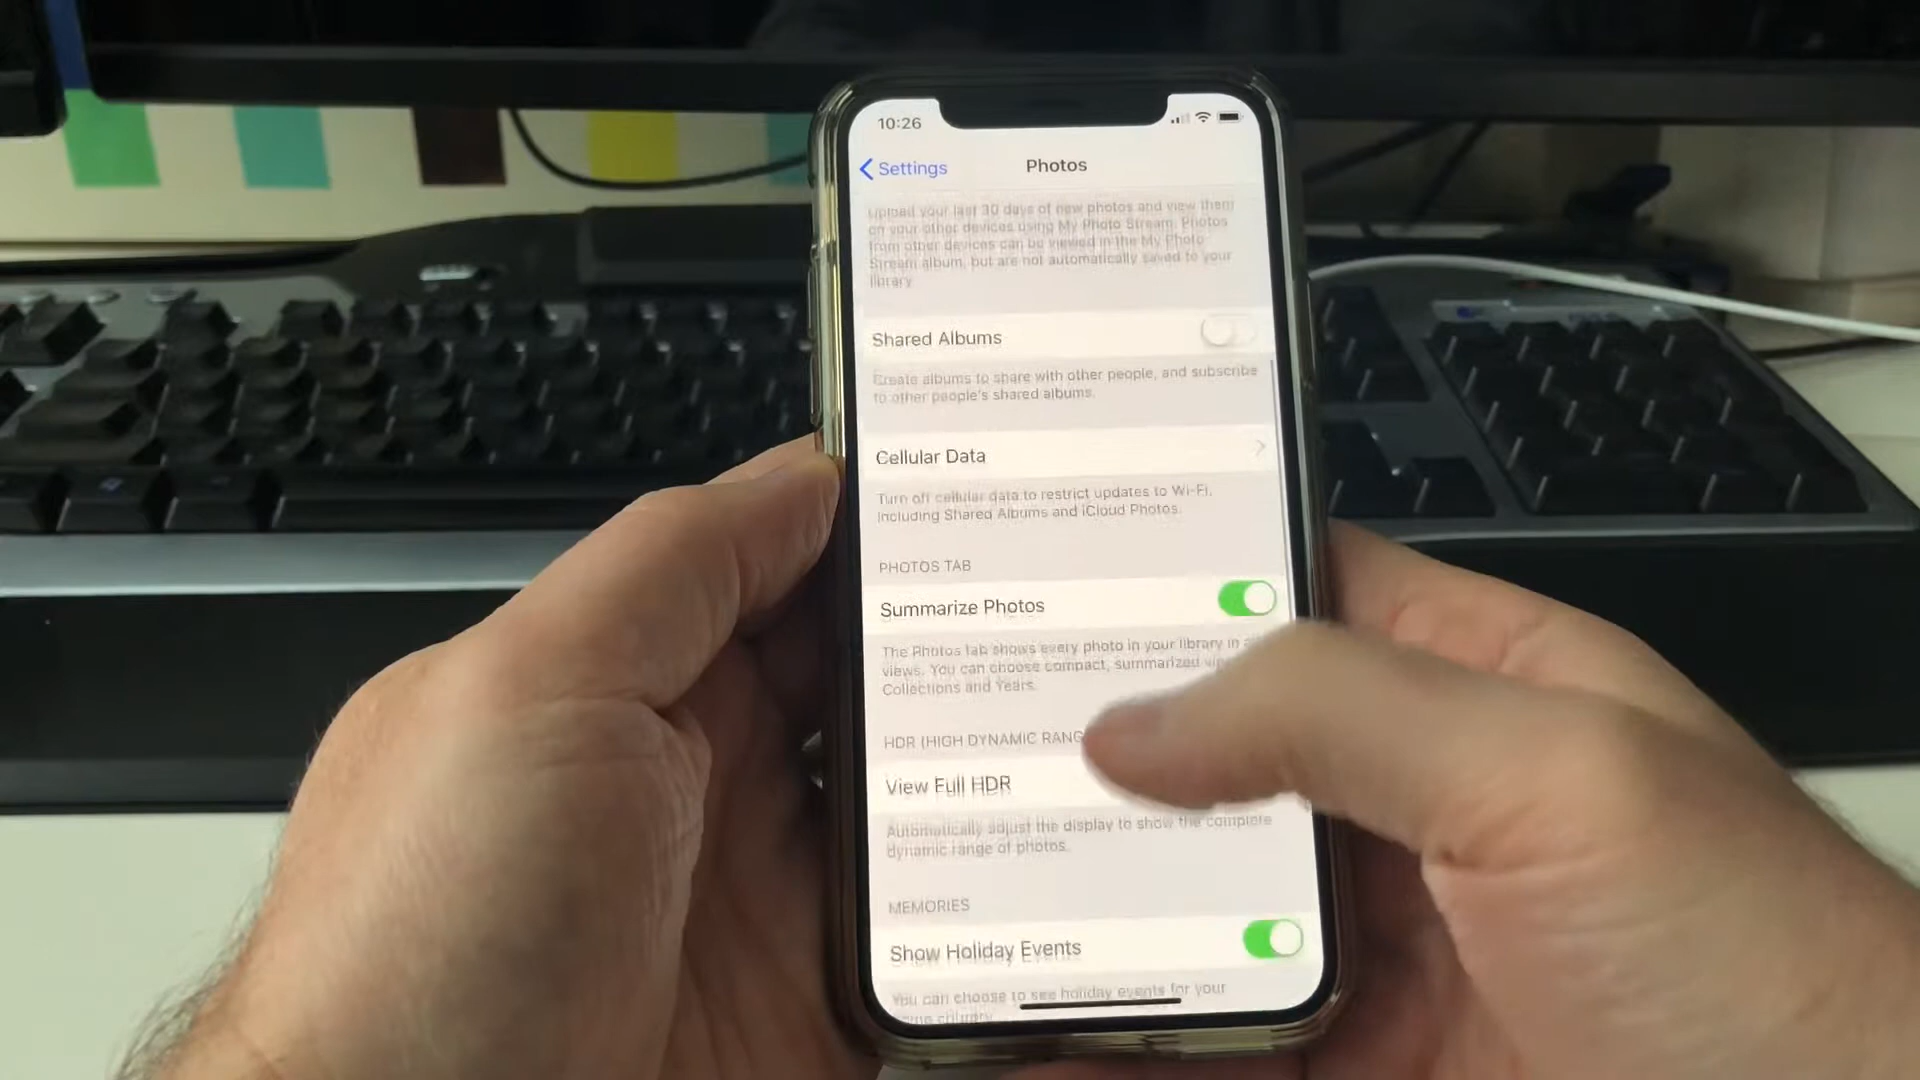 10:26
Settings
Photos
Upload your last 30 days of new photos and view them
on your other devices using My Photo Stream. Photos
from other devices can be viewed in the My Photo
Stream album, but are not automatically saved to your
library.
Shared Albums
Create albums to share with other people, and subscribe
to other people's shared albums.
Cellular Data
Turn off cellular data to restrict updates to Wi-Fi,
including Shared Albums and iCloud Photos.
PHOTOS TAB
Summarize Photos
The Photos tab shows every photo in your library in
views. You can choose compact, summarized
Collections and Years.
HDR (HIGH DYNAMIC RANG
View Full HDR
Automatically adjust the display to show the complete
dynamic range of photos.
MEMORIES
Show Holiday Events
You can choose to see holiday events for your